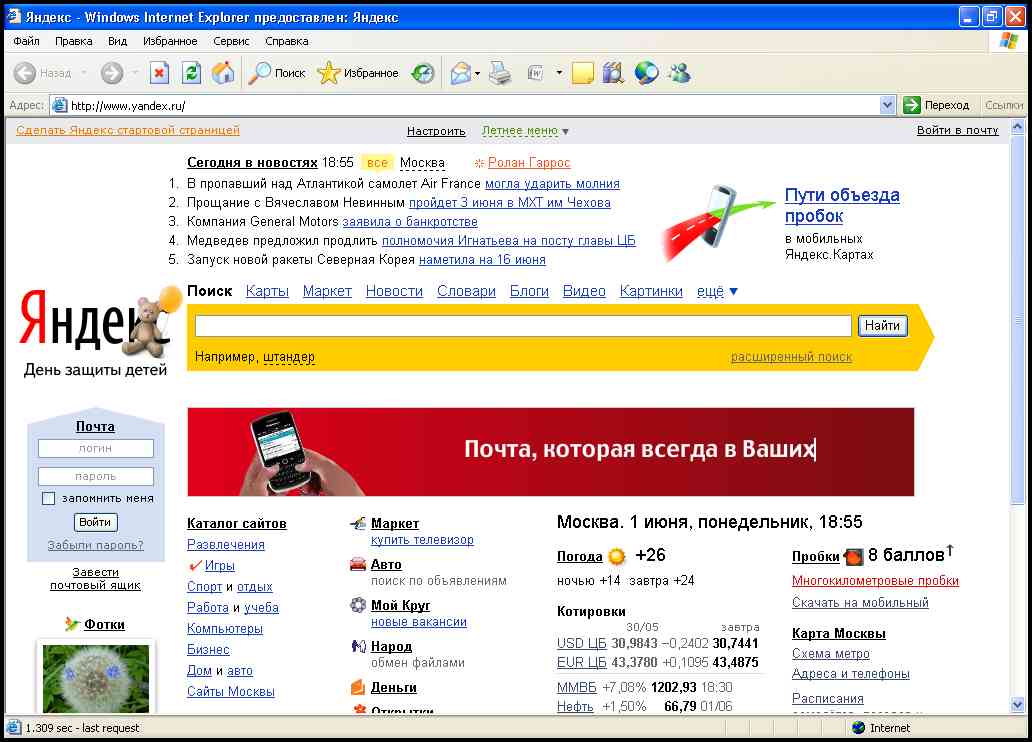 Яндекс - Windows Internet Explorer предоставлен: Яндекс
Файл Правка Вид Избранное Сервис Справка
Назад Поиск Избранное
Адрес: http://www.yandex.ru/ Переход Ссылки
Сделать Яндекс стартовой страницей Настроить Летнее меню ▼ Войти в почту
Сегодня в новостях 18:55 все Москва Ролан Гаррос
1. В пропавший над Атлантикой самолет Air France могла ударить молния
2. Прощание с Вячеславом Невинным пройдет 3 июня в МХТ им Чехова
3. Компания General Motors заявила о банкротстве
4. Медведев предложил продлить полномочия Игнатьева на посту главы ЦБ
5. Запуск новой ракеты Северная Корея наметила на 16 июня
Пути объезда
пробок
в мобильных
Яндекс.Картах
Поиск Карты Маркет Новости Словари Блоги Видео Картинки ещё ▼
Яндекс
День защиты детей
Найти
Например, штандер расширенный поиск
Почта
логин
пароль
запомнить меня
Войти
Забыли пароль?
Завести
почтовый ящик
Фотки
Почта, которая всегда в Ваших
Каталог сайтов
Развлечения
Игры
Спорт и отдых
Работа и учеба
Компьютеры
Бизнес
Дом и авто
Сайты Москвы
Маркет
купить телевизор
Авто
поиск по объявлениям
Мой Круг
новые вакансии
Народ
обмен файлами
Деньги
Открытки
Москва. 1 июня, понедельник, 18:55
Погода +26
ночью +14 завтра +24
Котировки
30/05 завтра
USD ЦБ 30,9843 −0,2402 30,7441
EUR ЦБ 43,3780 +0,1095 43,4875
ММВБ +7,08% 1202,93 18:30
Нефть +1,50% 66,79 01/06
Пробки 8 баллов↑
Многокилометровые пробки
Скачать на мобильный
Карта Москвы
Схема метро
Адреса и телефоны
Расписания
1.309 sec - last request Internet